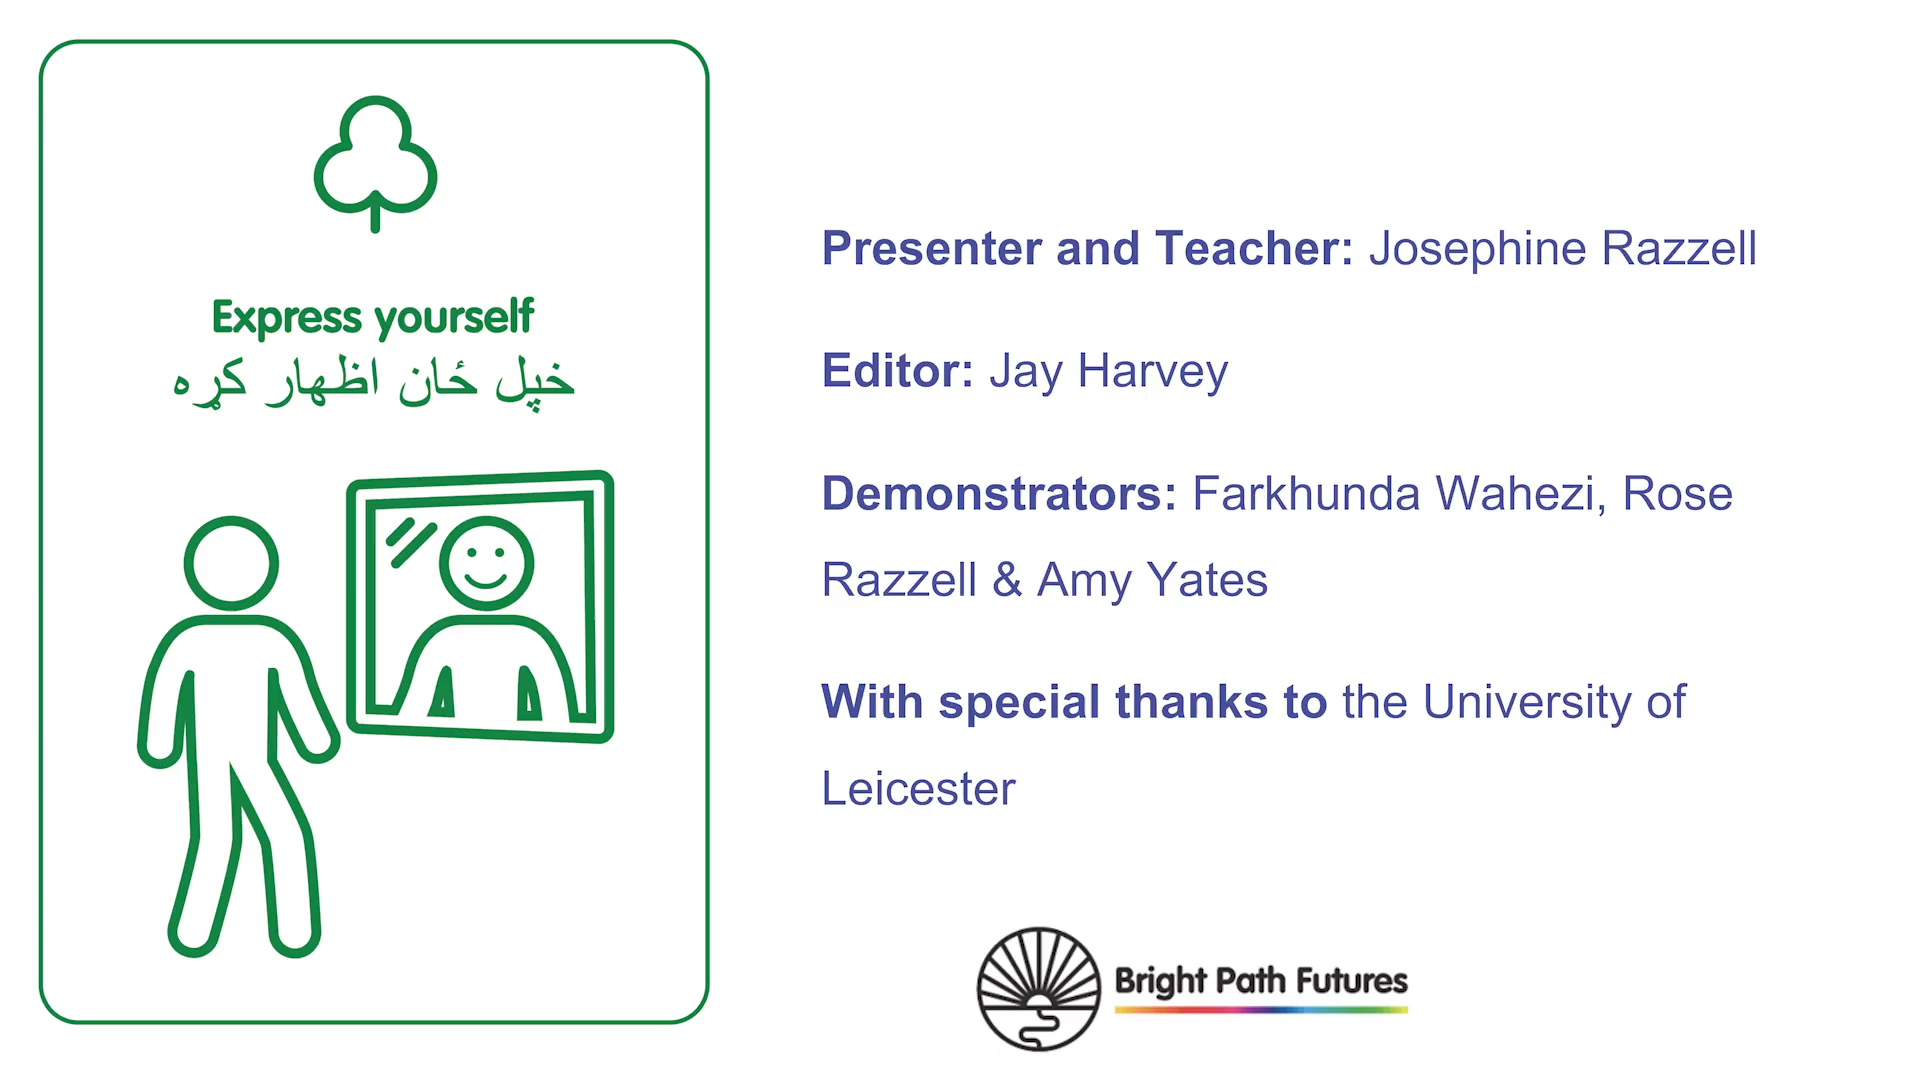 Express yourself
خپل ځان اظهار کړه
Presenter and Teacher: Josephine Razzell
Editor: Jay Harvey
Demonstrators: Farkhunda Wahezi, Rose
Razzell & Amy Yates
With special thanks to the University of
Leicester
Bright Path Futures